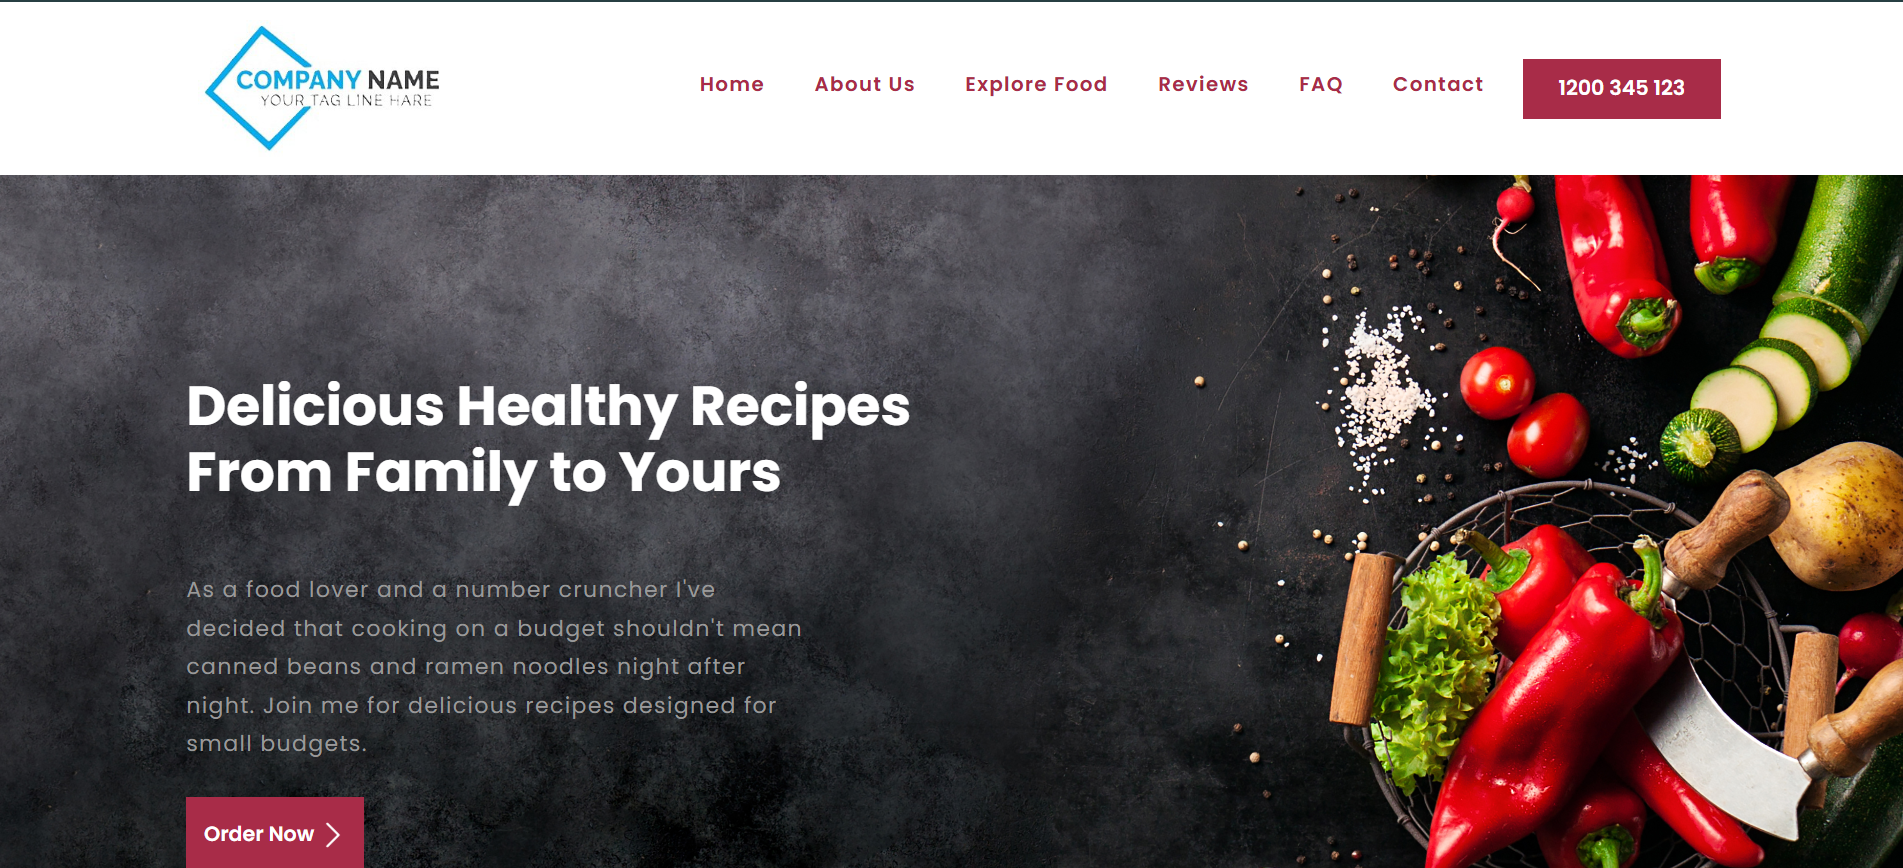 COMPANY NAME
YOUR TAG LINE HARE
Home About Us Explore Food Reviews FAQ Contact 1200 345 123
Delicious Healthy Recipes
From Family to Yours
As a food lover and a number cruncher I've
decided that cooking on a budget shouldn't mean
canned beans and ramen noodles night after
night. Join me for delicious recipes designed for
small budgets.
Order Now